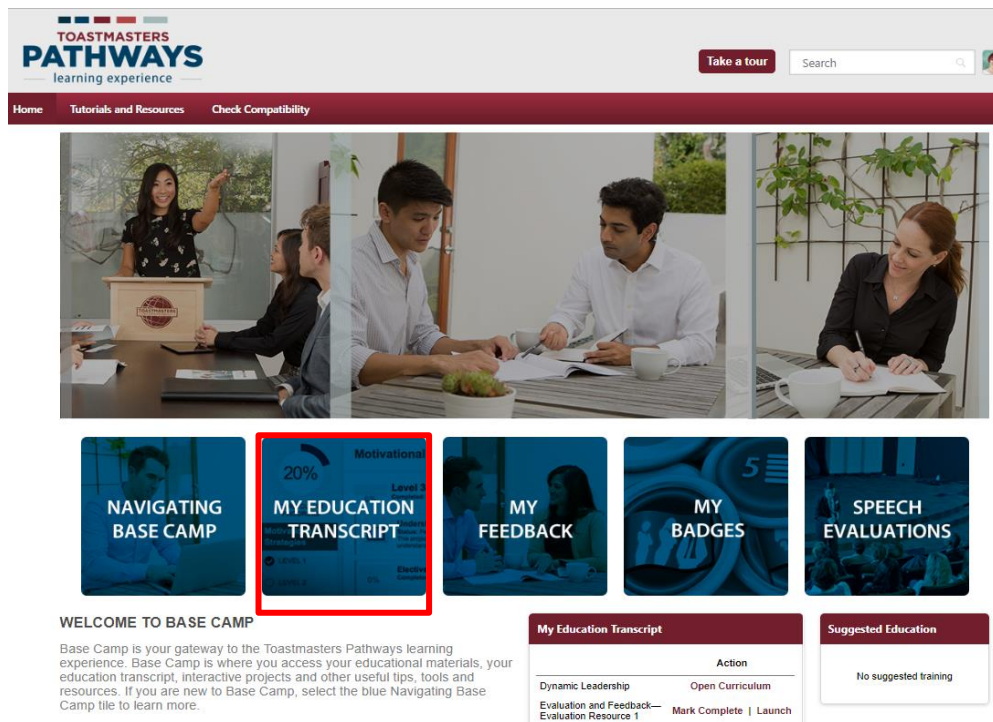 TOASTMASTERS
PATHWAYS
learning experience
Take a tour
Search
Home
Tutorials and Resources
Check Compatibility
TOASTMASTERS
NAVIGATING
BASE CAMP
20%
Motivational
Level 3
MY EDUCATION
TRANSCRIPT
Strategies
LEVEL 1
LEVEL 2
0%
Elective
MY
FEEDBACK
5
MY
BADGES
SPEECH
EVALUATIONS
WELCOME TO BASE CAMP
Base Camp is your gateway to the Toastmasters Pathways learning
experience. Base Camp is where you access your educational materials, your
education transcript, interactive projects and other useful tips, tools and
resources. If you are new to Base Camp, select the blue Navigating Base
Camp tile to learn more.
My Education Transcript
Action
Dynamic Leadership
Open Curriculum
Evaluation and Feedback—
Evaluation Resource 1
Mark Complete | Launch
Suggested Education
No suggested training